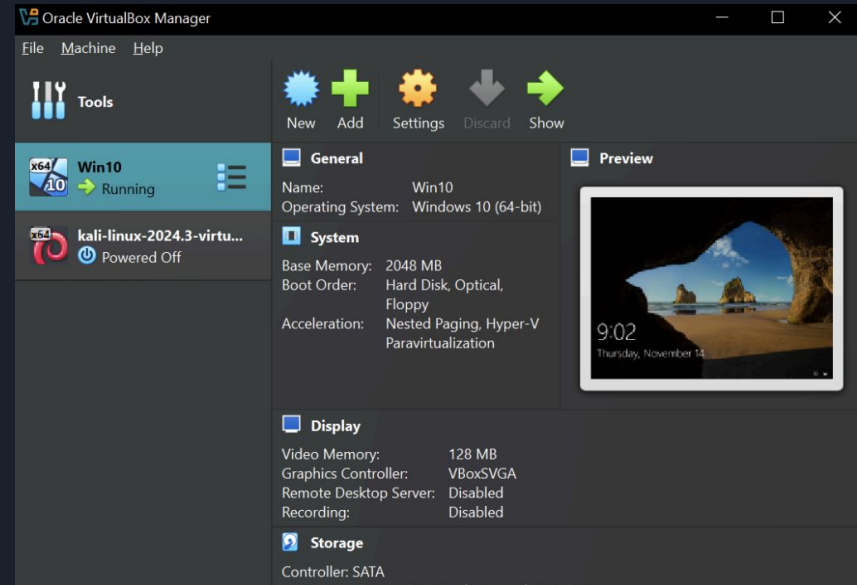 Oracle VirtualBox Manager
File Machine Help
Tools
New Add Settings Discard Show
x64
10
Win10
Running
x64
kali-linux-2024.3-virtu...
Powered Off
General
Name: Win10
Operating System: Windows 10 (64-bit)
System
Base Memory: 2048 MB
Boot Order: Hard Disk, Optical,
Floppy
Acceleration: Nested Paging, Hyper-V
Paravirtualization
Preview
9:02
Thursday, November 14
Display
Video Memory: 128 MB
Graphics Controller: VBoxSVGA
Remote Desktop Server: Disabled
Recording: Disabled
Storage
Controller: SATA